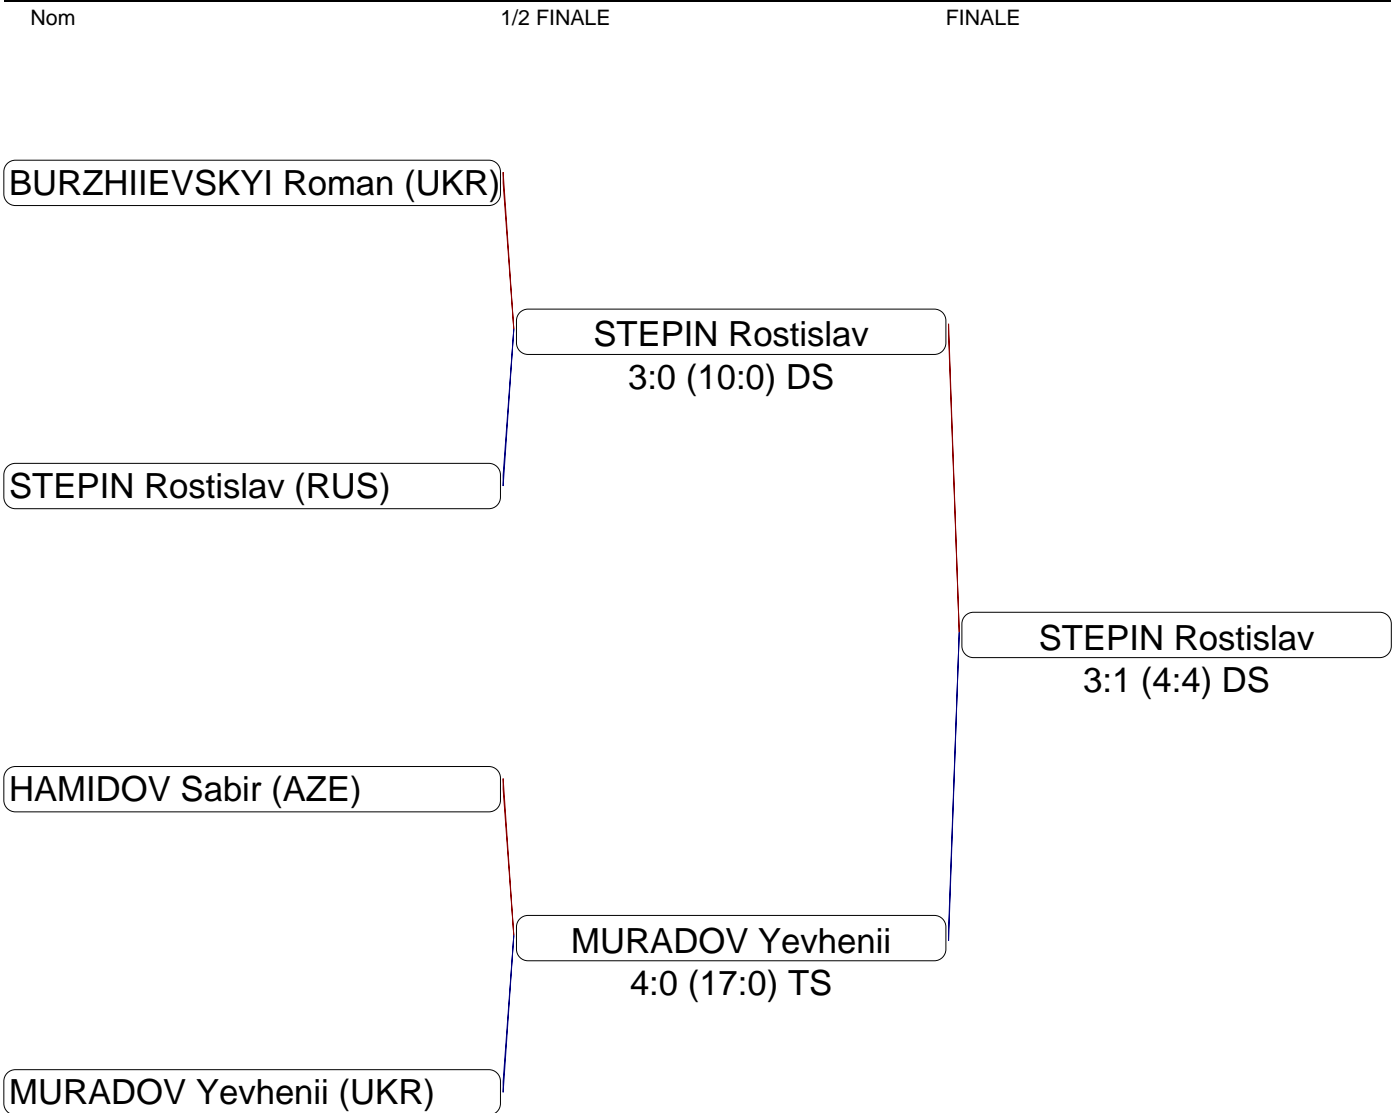 Nom 1/2 FINALE FINALE
BURZHIIEVSKYI Roman (UKR)
STEPIN Rostislav
3:0 (10:0) DS
STEPIN Rostislav (RUS)
STEPIN Rostislav
3:1 (4:4) DS
HAMIDOV Sabir (AZE)
MURADOV Yevhenii
4:0 (17:0) TS
MURADOV Yevhenii (UKR)